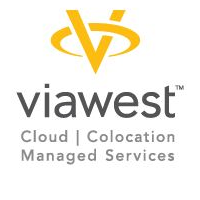 viawest™
Cloud | Colocation
Managed Services